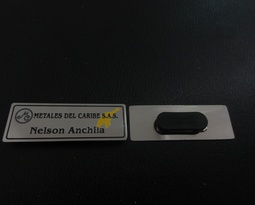 METALES DEL CARIBE S.A.S.
Nelson Anchila